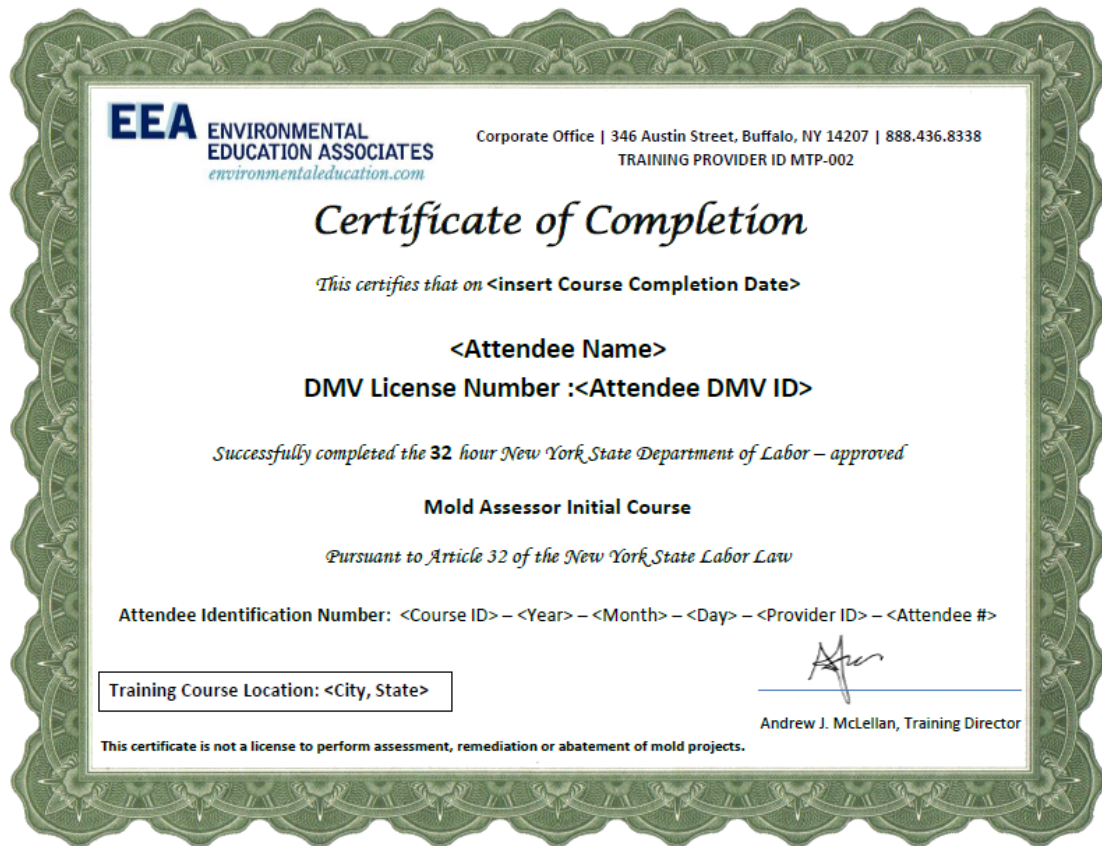 EEA ENVIRONMENTAL
EDUCATION ASSOCIATES
environmentaleducation.com
Corporate Office | 346 Austin Street, Buffalo, NY 14207 | 888.436.8338
TRAINING PROVIDER ID MTP-002
Certificate of Completion
This certifies that on <insert Course Completion Date>
<Attendee Name>
DMV License Number :<Attendee DMV ID>
Successfully completed the 32 hour New York State Department of Labor – approved
Mold Assessor Initial Course
Pursuant to Article 32 of the New York State Labor Law
Attendee Identification Number: <Course ID> – <Year> – <Month> – <Day> – <Provider ID> – <Attendee #>
Training Course Location: <City, State>
Andrew J. McLellan, Training Director
This certificate is not a license to perform assessment, remediation or abatement of mold projects.